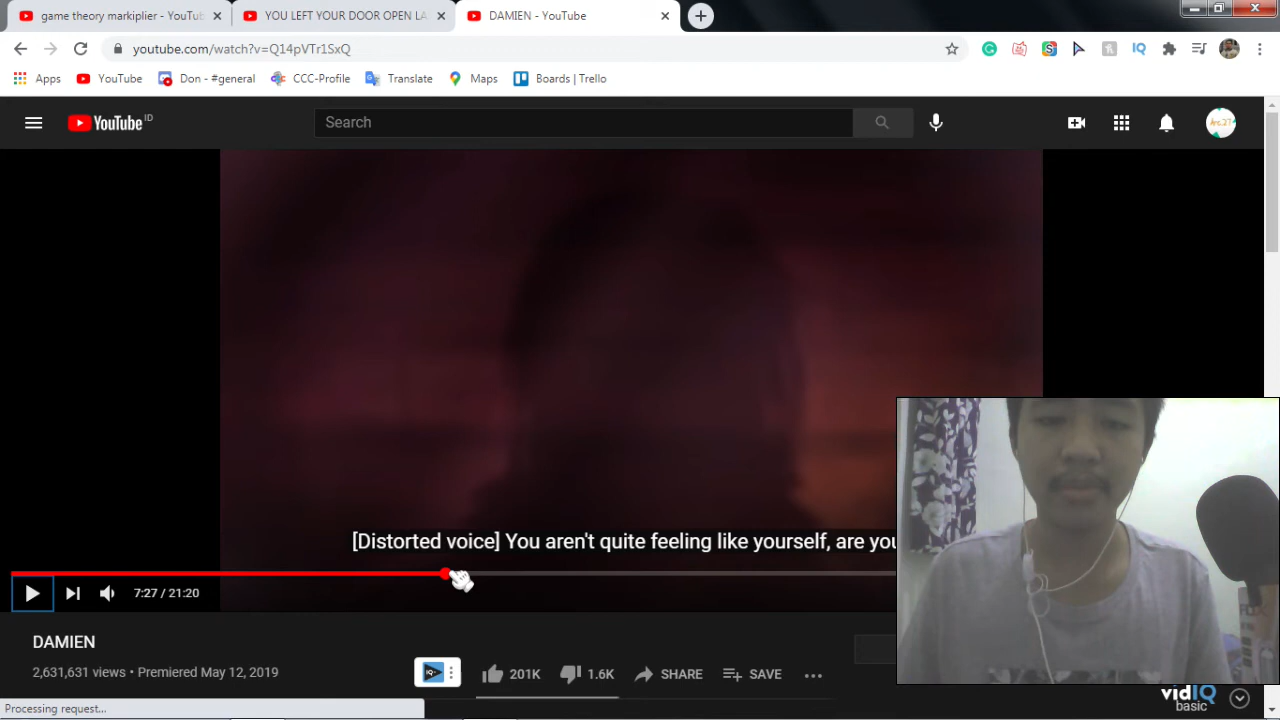 game theory markiplier - YouTub
YOU LEFT YOUR DOOR OPEN LA
DAMIEN - YouTube
youtube.com/watch?v=Q14pVTr1SxQ
Apps
YouTube
Don - #general
CCC-Profile
Translate
Maps
Boards | Trello
YouTube ID
Search
Arc.27
[Distorted voice] You aren't quite feeling like yourself, are you
7:27 / 21:20
DAMIEN
2,631,631 views • Premiered May 12, 2019
201K
1.6K
SHARE
SAVE
vidIQ
basic
Processing request...